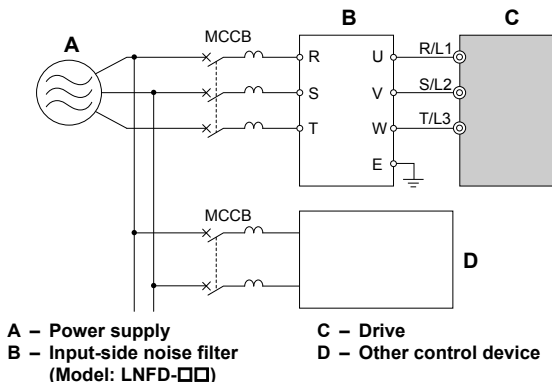 A
MCCB
B
C
R
U
R/L1
S
V
S/L2
T
W
T/L3
E
MCCB
D
A – Power supply
B – Input-side noise filter
(Model: LNFD-□□)
C – Drive
D – Other control device